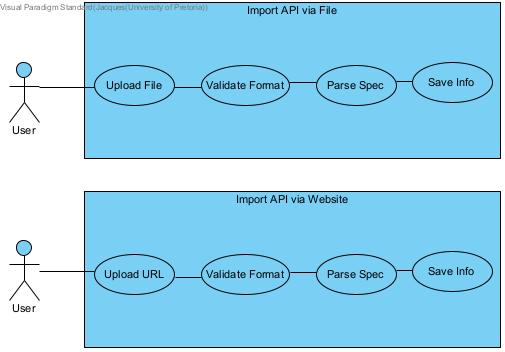 Visual Paradigm Standard(Jacques(University of Pretoria))
Import API via File
Upload File
Validate Format
Parse Spec
Save Info
User
Import API via Website
Upload URL
Validate Format
Parse Spec
Save Info
User